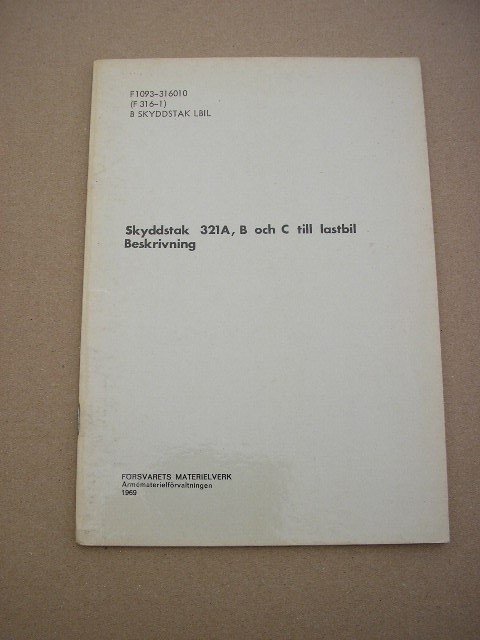 F1093-316010
(F 316-1)
B SKYDDSTAK LBIL
Skyddstak 321A, B och C till lastbil
Beskrivning
FÖRSVARETS MATERIELVERK
Armématerielförvaltningen
1969